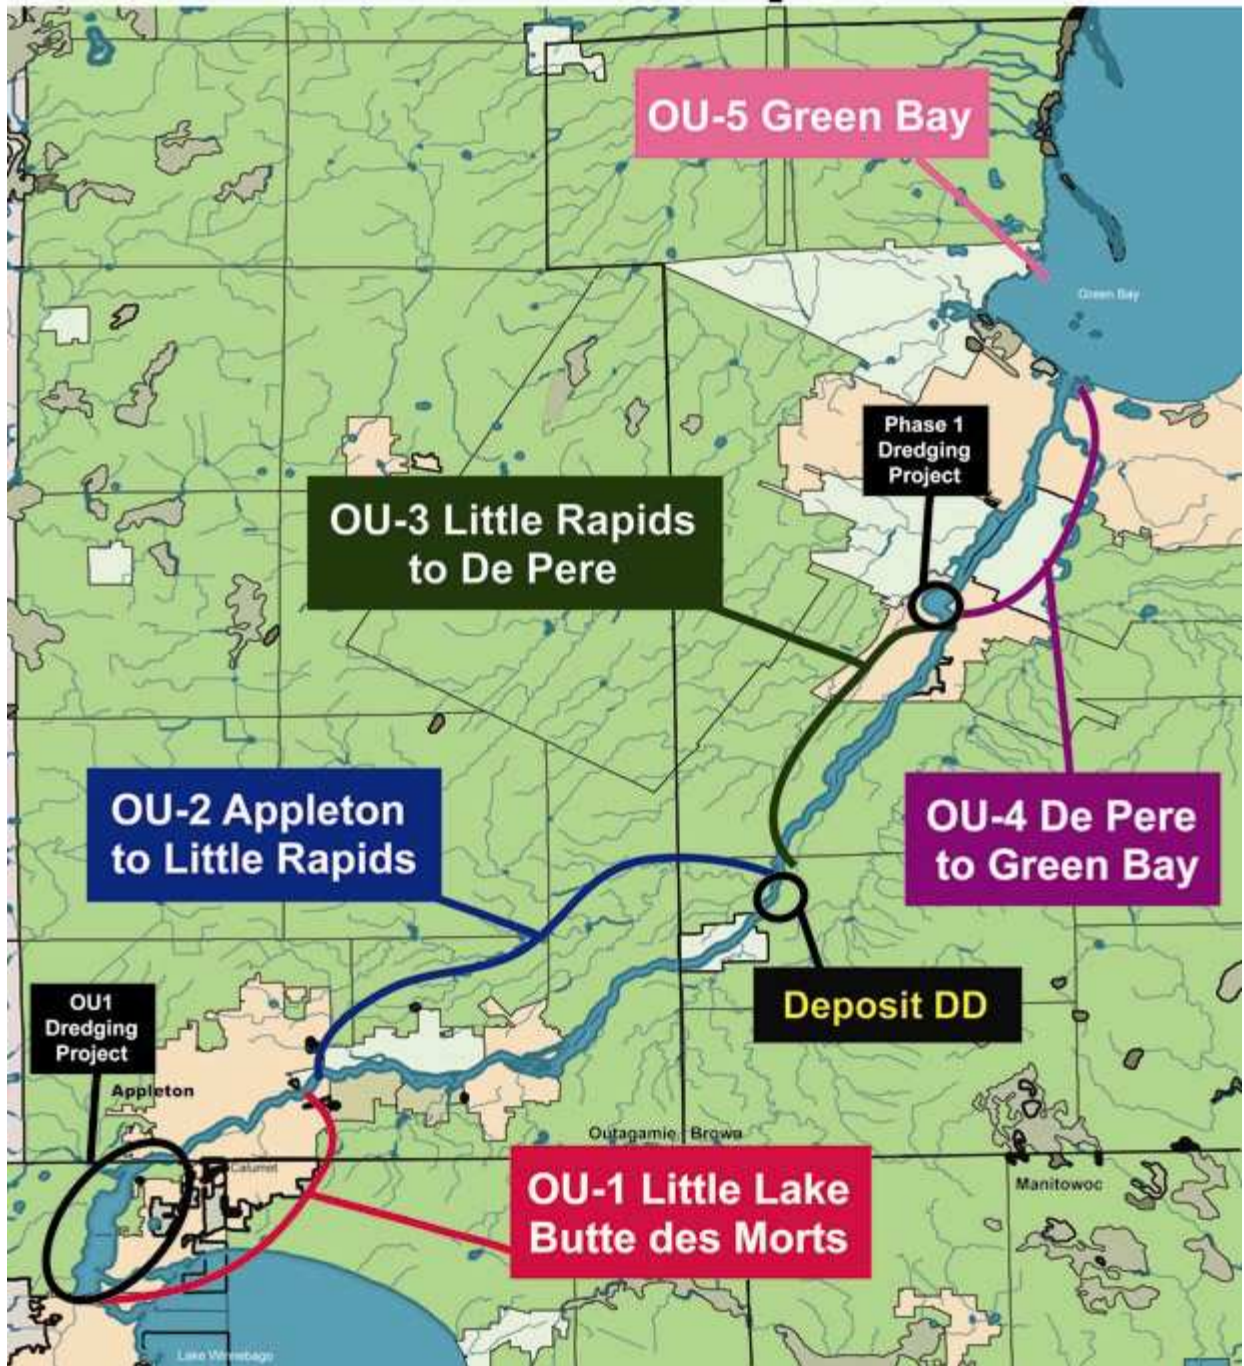 OU-5 Green Bay
Green Bay
Phase 1
Dredging
Project
OU-3 Little Rapids
to De Pere
OU-2 Appleton
to Little Rapids
OU-4 De Pere
to Green Bay
Deposit DD
OU1
Dredging
Project
Appleton
Outagamie
Brown
Calumet
Manitowoc
OU-1 Little Lake
Butte des Morts
Lake Winnebago